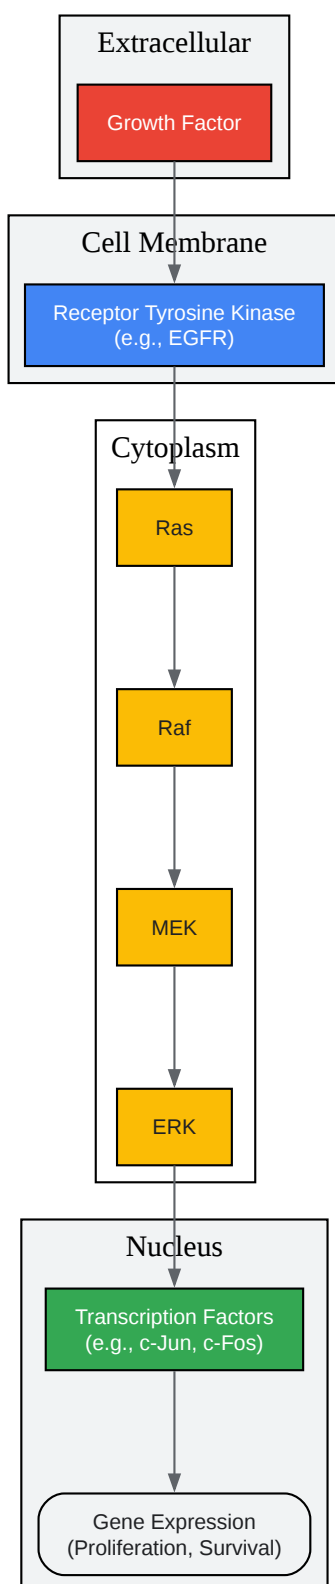 Extracellular
Growth Factor
Cell Membrane
Receptor Tyrosine Kinase
(e.g., EGFR)
Cytoplasm
Ras
Raf
MEK
ERK
Nucleus
Transcription Factors
(e.g., c-Jun, c-Fos)
Gene Expression
(Proliferation, Survival)